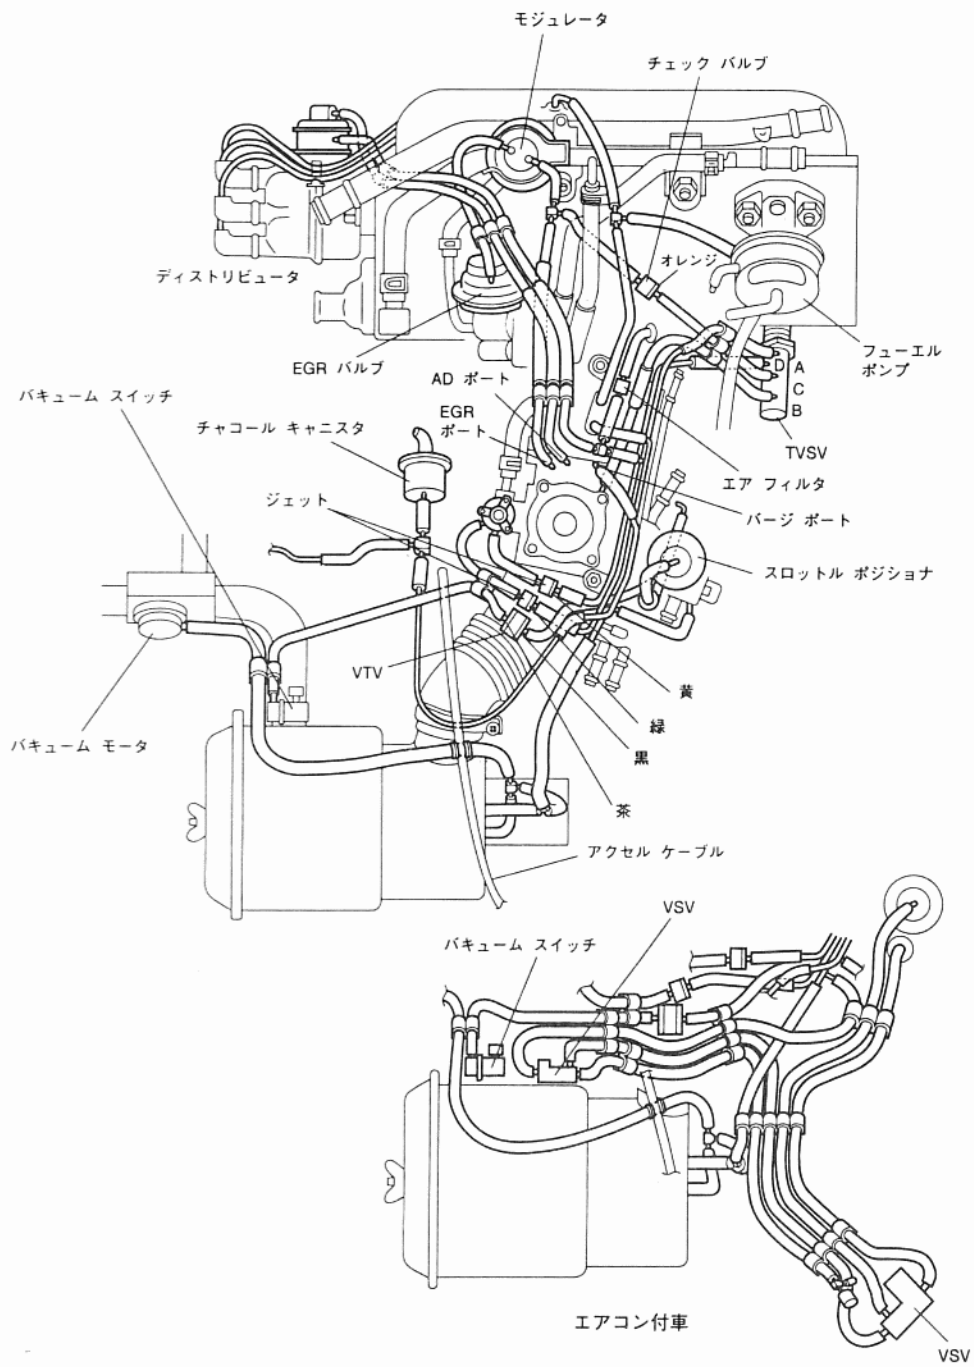 モジュレータ
チェック バルブ
ディストリビュータ
オレンジ
EGR バルブ
AD ポート
フューエル
ポンプ
D A
C
B
バキューム スイッチ
EGR
ポート
チャコール キャニスタ
TVSV
エア フィルタ
ジェット
バージ ポート
スロットル ポジショナ
VTV
黄
緑
バキューム モータ
黒
茶
アクセル ケーブル
VSV
バキューム スイッチ
エアコン付車
VSV